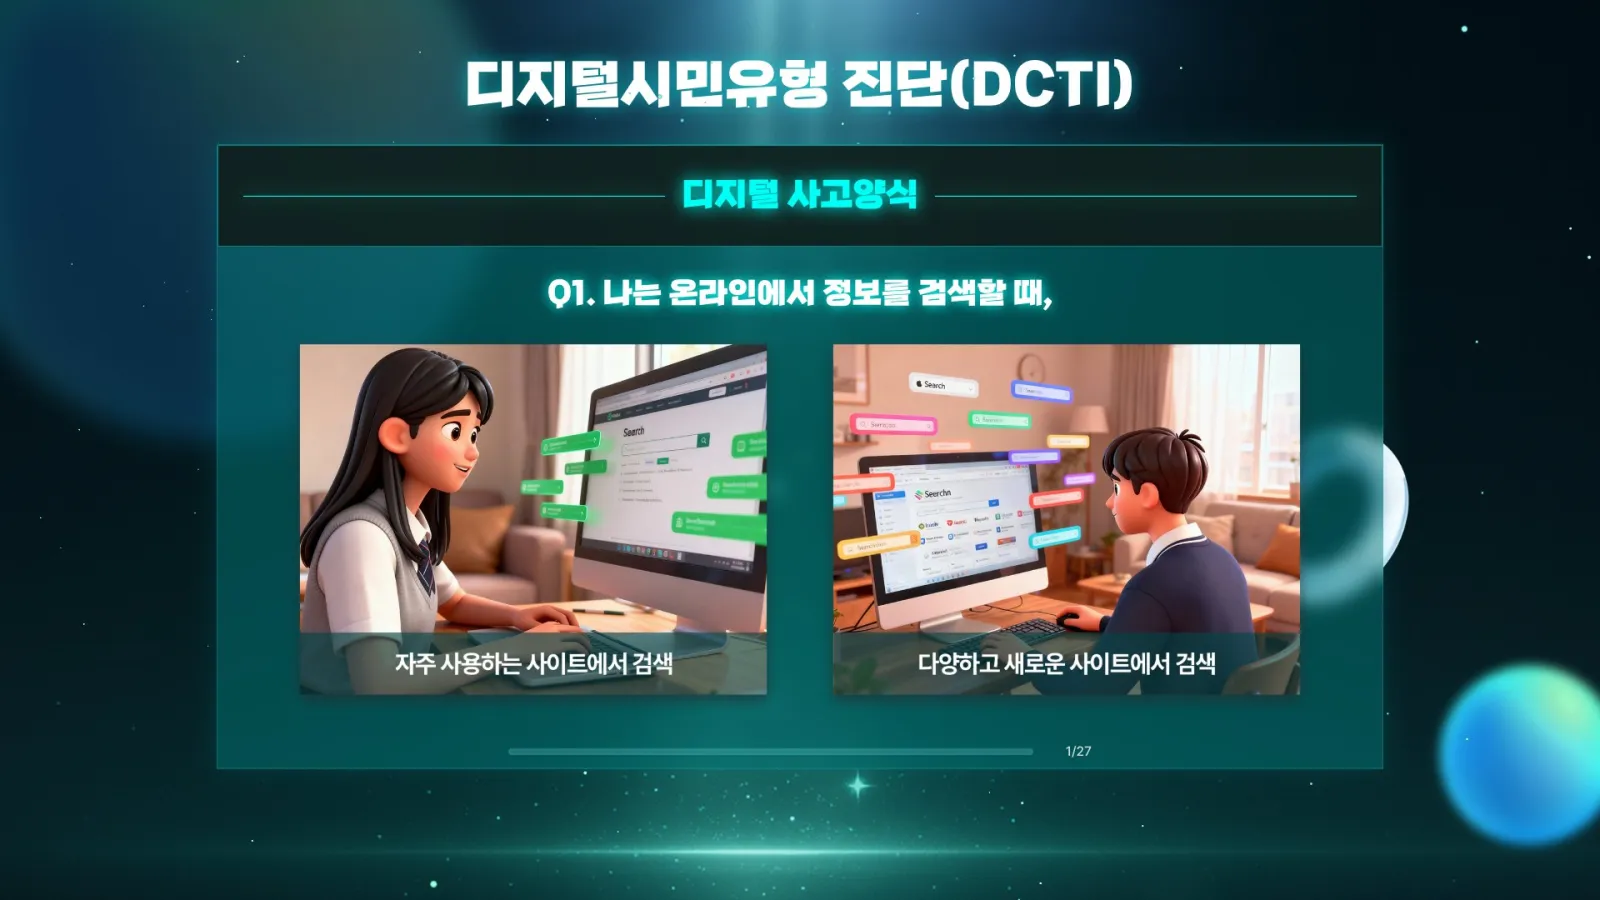 디지털시민유형 진단(DCTI)
디지털 사고양식
Q1. 나는 온라인에서 정보를 검색할 때,
Search
Search
Seerchn
자주 사용하는 사이트에서 검색
다양하고 새로운 사이트에서 검색
1/27